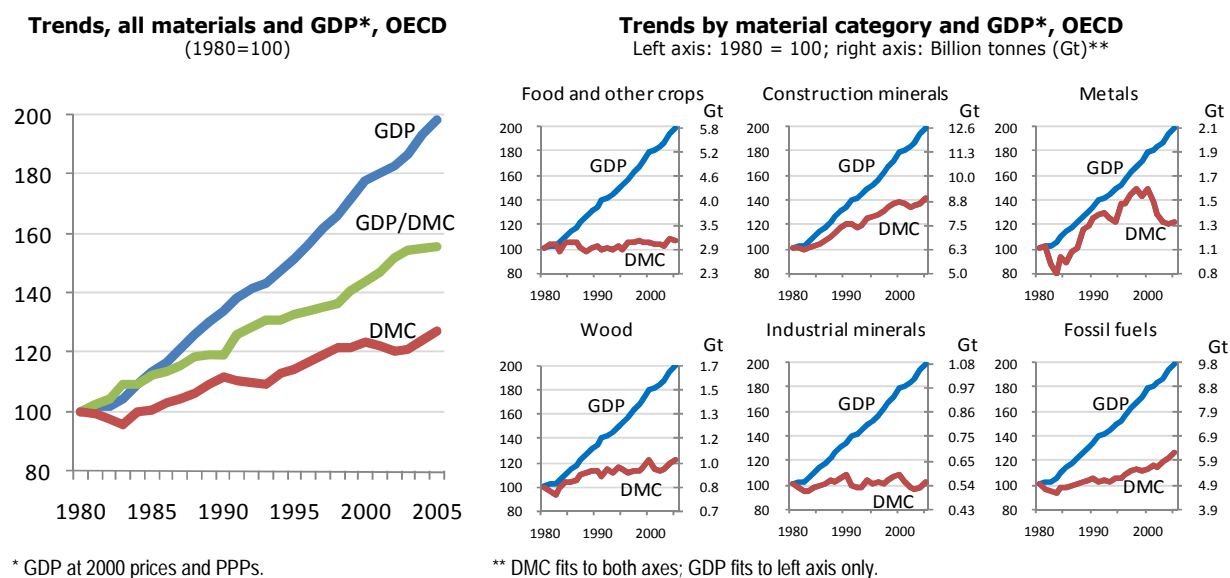 Trends, all materials and GDP*, OECD
(1980=100)
200
180
160
140
120
100
80
GDP
GDP/DMC
DMC
1980 1985 1990 1995 2000 2005
* GDP at 2000 prices and PPPs.
Trends by material category and GDP*, OECD
Left axis: 1980 = 100; right axis: Billion tonnes (Gt)**
Food and other crops
Gt
200
180
160
140
120
100
80
GDP
DMC
5.8
5.2
4.6
4.0
3.5
2.9
2.3
1980 1990 2000
Construction minerals
Gt
200
180
160
140
120
100
80
GDP
DMC
12.6
11.3
10.0
8.8
7.5
6.3
5.0
1980 1990 2000
Metals
Gt
200
180
160
140
120
100
80
GDP
DMC
2.1
1.9
1.7
1.5
1.3
1.1
0.8
1980 1990 2000
Wood
Gt
200
180
160
140
120
100
80
GDP
DMC
1.7
1.5
1.3
1.2
1.0
0.8
0.7
1980 1990 2000
Industrial minerals
Gt
200
180
160
140
120
100
80
GDP
DMC
1.08
0.97
0.86
0.75
0.65
0.54
0.43
1980 1990 2000
Fossil fuels
Gt
200
180
160
140
120
100
80
GDP
DMC
9.8
8.8
7.9
6.9
5.9
4.9
3.9
1980 1990 2000
** DMC fits to both axes; GDP fits to left axis only.